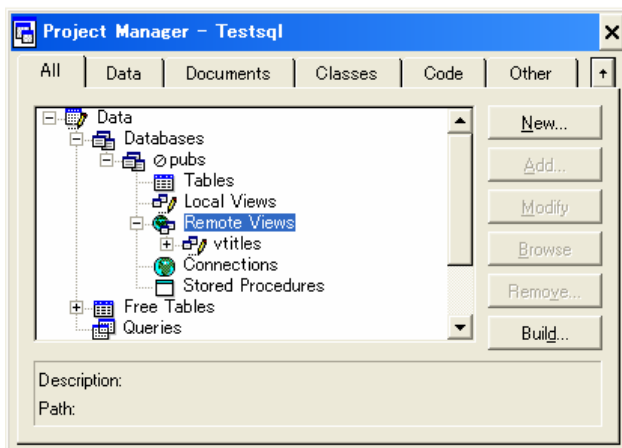 Project Manager - Testsql
All Data Documents Classes Code Other
Data
Databases
pubs
Tables
Local Views
Remote Views
vtitles
Connections
Stored Procedures
Free Tables
Queries
New...
Add...
Modify
Browse
Remove...
Build...
Description:
Path: